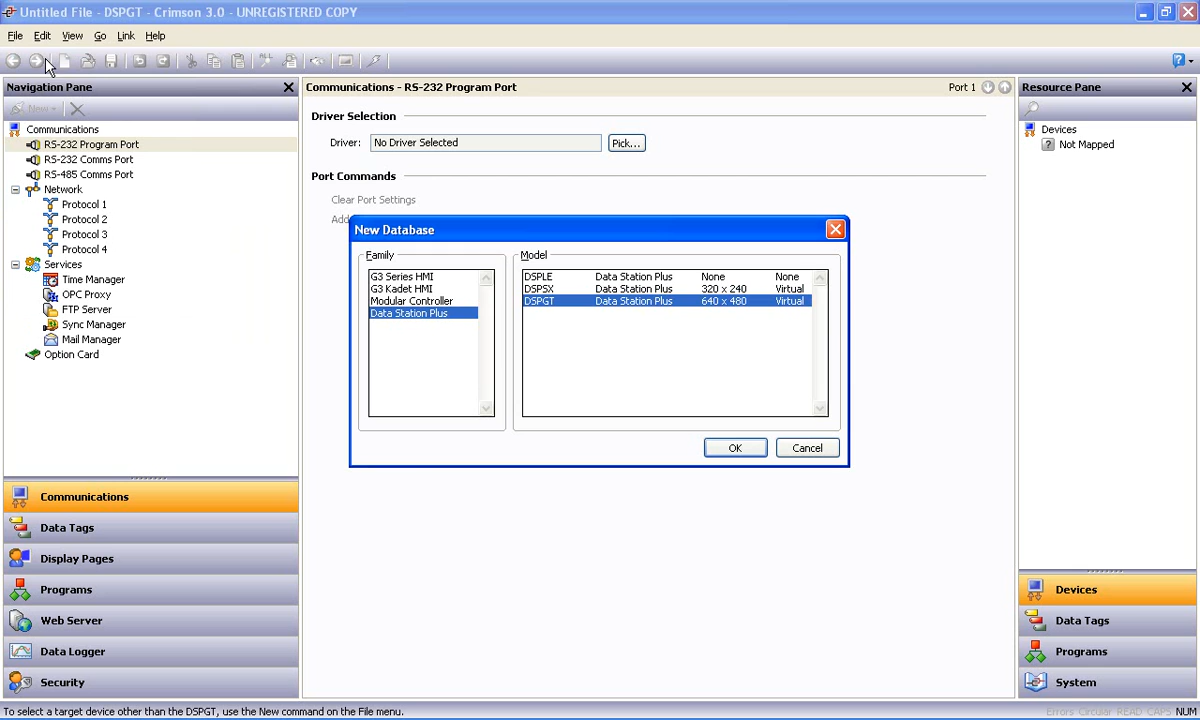 Untitled File - DSPGT - Crimson 3.0 - UNREGISTERED COPY
File Edit View Go Link Help
Navigation Pane
New
Communications
RS-232 Program Port
RS-232 Comms Port
RS-485 Comms Port
Network
Protocol 1
Protocol 2
Protocol 3
Protocol 4
Services
Time Manager
OPC Proxy
FTP Server
Sync Manager
Mail Manager
Option Card
Communications
Data Tags
Display Pages
Programs
Web Server
Data Logger
Security
Communications - RS-232 Program Port Port 1
Driver Selection
Driver: No Driver Selected Pick...
Port Commands
Clear Port Settings
Add
New Database
Family
G3 Series HMI
G3 Kadet HMI
Modular Controller
Data Station Plus
Model
DSPLE Data Station Plus None None
DSPSX Data Station Plus 320 x 240 Virtual
DSPGT Data Station Plus 640 x 480 Virtual
OK Cancel
Resource Pane
Devices
Not Mapped
Devices
Data Tags
Programs
System
To select a target device other than the DSPGT, use the New command on the File menu.
Errors Circular READ CAPS NUM